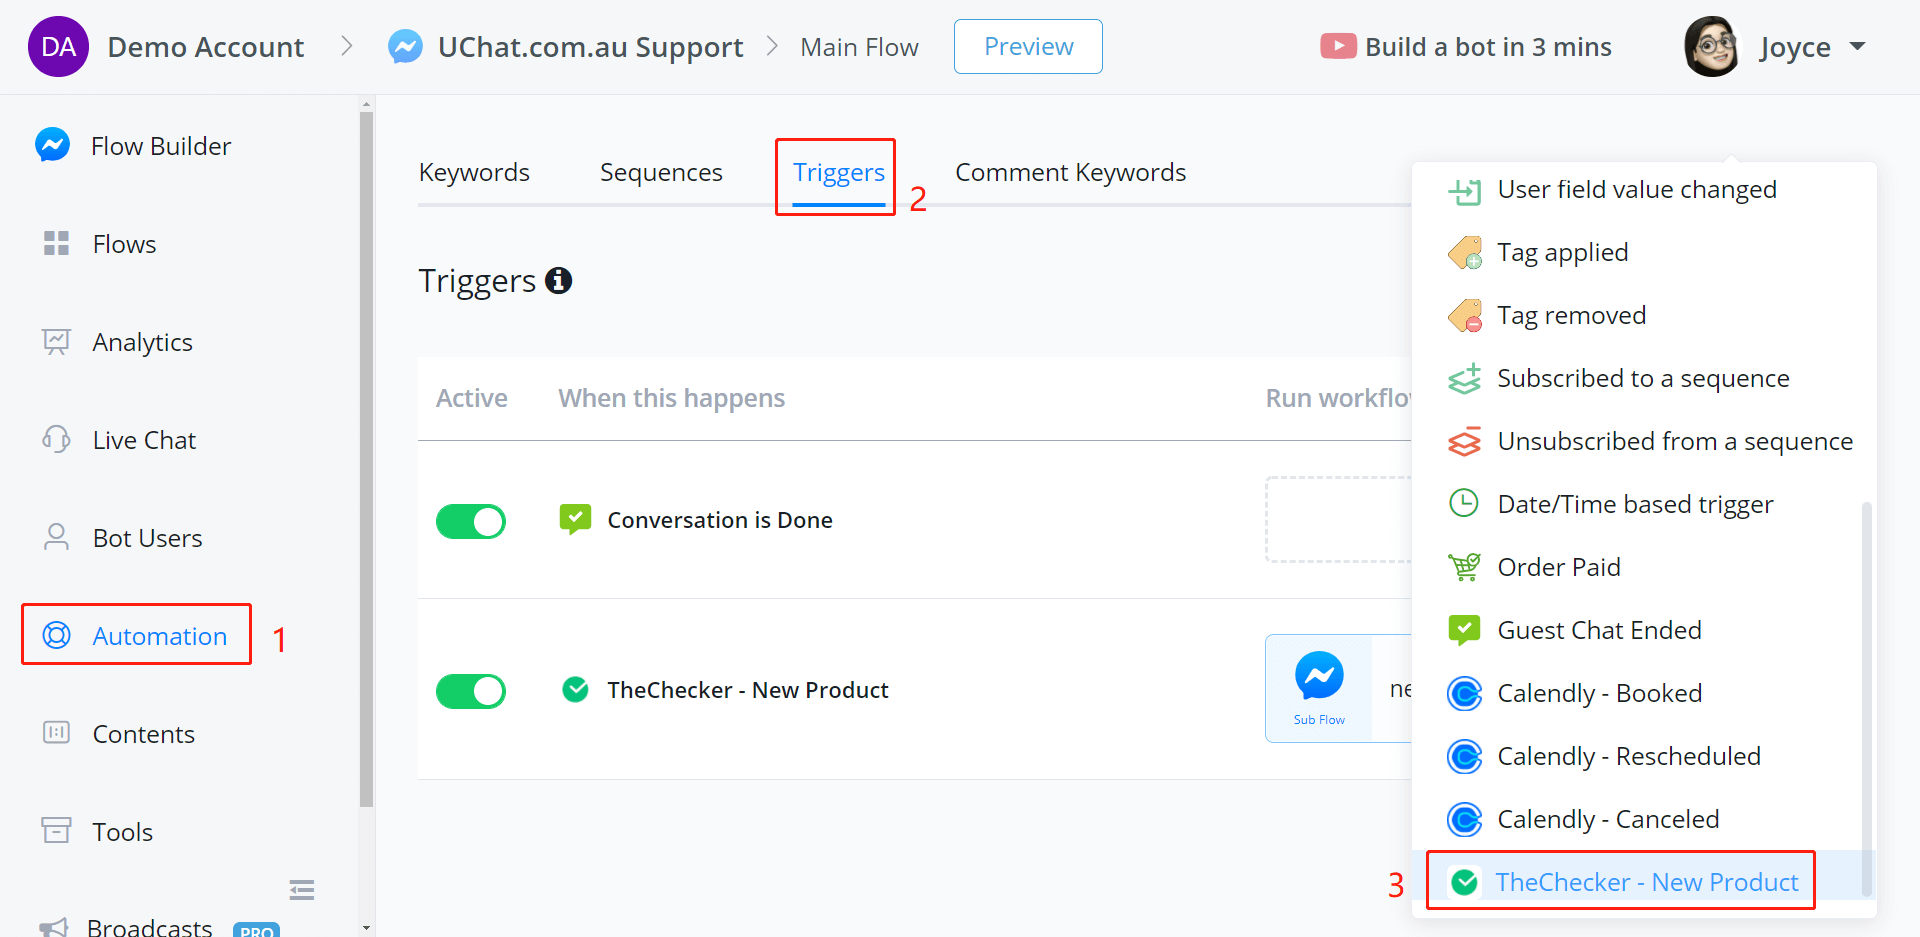 DA Demo Account UChat.com.au Support Main Flow Preview Build a bot in 3 mins Joyce
Flow Builder
Flows
Analytics
Live Chat
Bot Users
Automation 1
Contents
Tools
Broadcasts PRO
Keywords Sequences Triggers 2 Comment Keywords
Triggers
Active When this happens Run workflow
Conversation is Done
TheChecker - New Product
Sub Flow
ne
User field value changed
Tag applied
Tag removed
Subscribed to a sequence
Unsubscribed from a sequence
Date/Time based trigger
Order Paid
Guest Chat Ended
Calendly - Booked
Calendly - Rescheduled
Calendly - Canceled
3 TheChecker - New Product